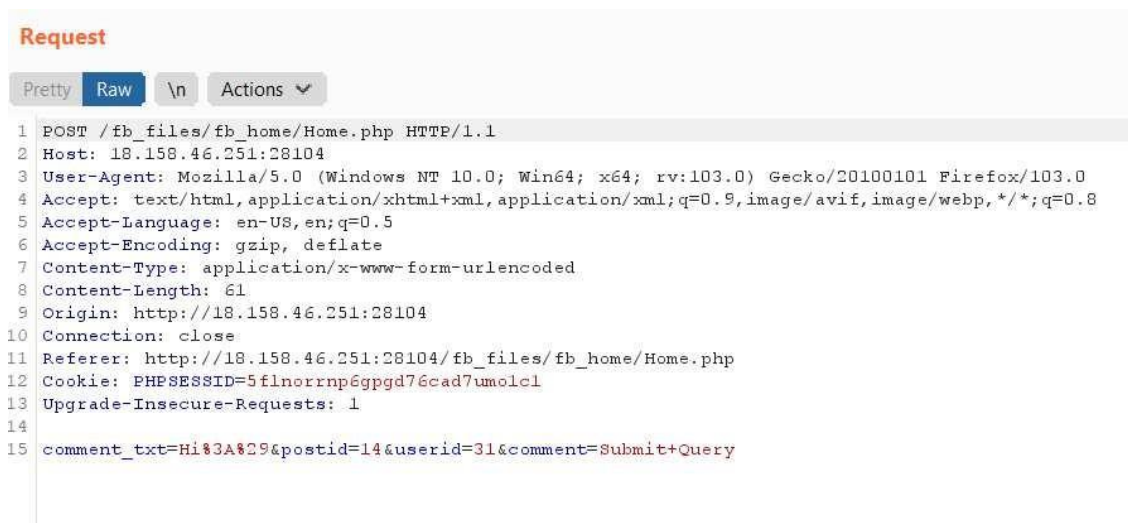 Request
Pretty Raw \n Actions
1 POST /fb_files/fb_home/Home.php HTTP/1.1
2 Host: 18.158.46.251:28104
3 User-Agent: Mozilla/5.0 (Windows NT 10.0; Win64; x64; rv:103.0) Gecko/20100101 Firefox/103.0
4 Accept: text/html,application/xhtml+xml,application/xml;q=0.9,image/avif,image/webp,*/*;q=0.8
5 Accept-Language: en-US,en;q=0.5
6 Accept-Encoding: gzip, deflate
7 Content-Type: application/x-www-form-urlencoded
8 Content-Length: 61
9 Origin: http://18.158.46.251:28104
10 Connection: close
11 Referer: http://18.158.46.251:28104/fb_files/fb_home/Home.php
12 Cookie: PHPSESSID=5flnorrnp6gpgd76cad7umolcl
13 Upgrade-Insecure-Requests: 1
14
15 comment_txt=Hi%3A%29&postid=14&userid=31&comment=Submit+Query